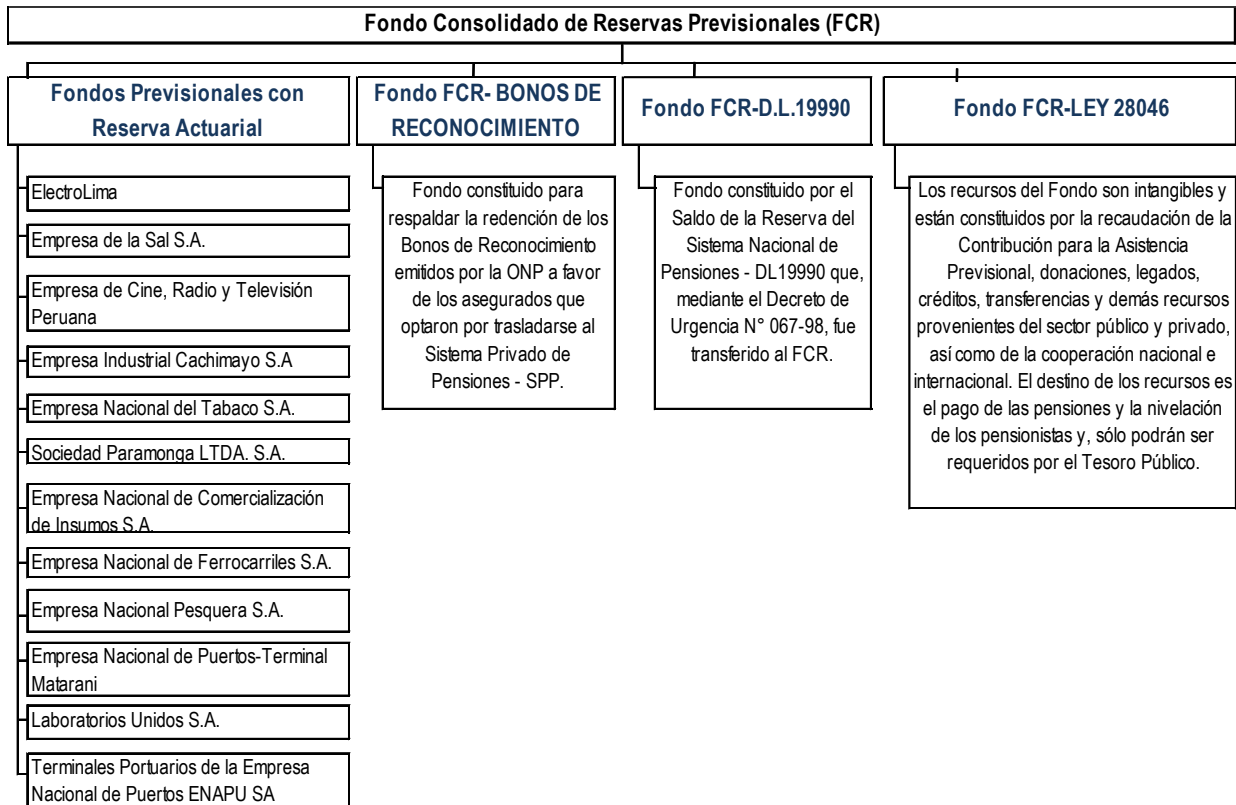 Fondo Consolidado de Reservas Previsionales (FCR)
Fondos Previsionales con
Reserva Actuarial
ElectroLima
Empresa de la Sal S.A.
Empresa de Cine, Radio y Televisión
Peruana
Empresa Industrial Cachimayo S.A
Empresa Nacional del Tabaco S.A.
Sociedad Paramonga LTDA. S.A.
Empresa Nacional de Comercialización
de Insumos S.A.
Empresa Nacional de Ferrocarriles S.A.
Empresa Nacional Pesquera S.A.
Empresa Nacional de Puertos-Terminal
Matarani
Laboratorios Unidos S.A.
Terminales Portuarios de la Empresa
Nacional de Puertos ENAPU SA
Fondo FCR- BONOS DE
RECONOCIMIENTO
Fondo constituido para
respaldar la redención de los
Bonos de Reconocimiento
emitidos por la ONP a favor
de los asegurados que
optaron por trasladarse al
Sistema Privado de
Pensiones - SPP.
Fondo FCR-D.L.19990
Fondo constituido por el
Saldo de la Reserva del
Sistema Nacional de
Pensiones - DL19990 que,
mediante el Decreto de
Urgencia N° 067-98, fue
transferido al FCR.
Fondo FCR-LEY 28046
Los recursos del Fondo son intangibles y
están constituidos por la recaudación de la
Contribución para la Asistencia
Previsional, donaciones, legados,
créditos, transferencias y demás recursos
provenientes del sector público y privado,
así como de la cooperación nacional e
internacional. El destino de los recursos es
el pago de las pensiones y la nivelación
de los pensionistas y, sólo podrán ser
requeridos por el Tesoro Público.